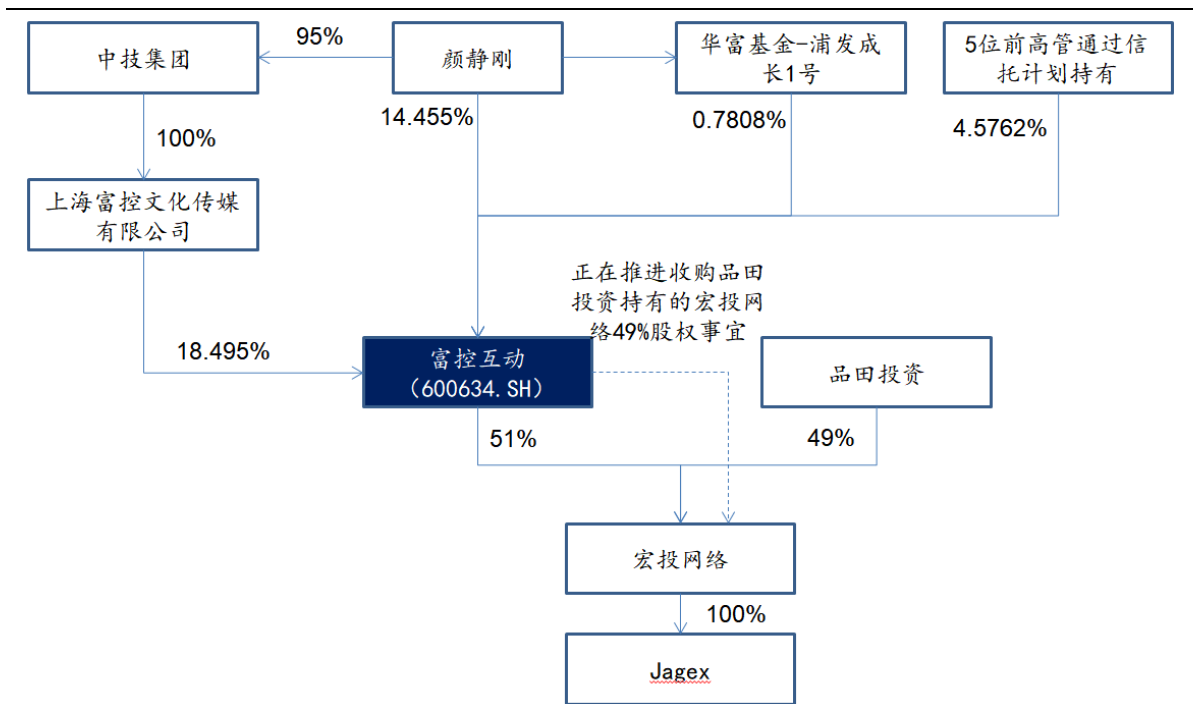 95%
中技集团
颜静刚
华富基金-浦发成
长1号
5位前高管通过信
托计划持有
14.455%
0.7808%
4.5762%
100%
上海富控文化传媒
有限公司
正在推进收购品田
投资持有的宏投网
络49%股权事宜
18.495%
富控互动
（600634.SH）
品田投资
51%
49%
宏投网络
100%
Jagex